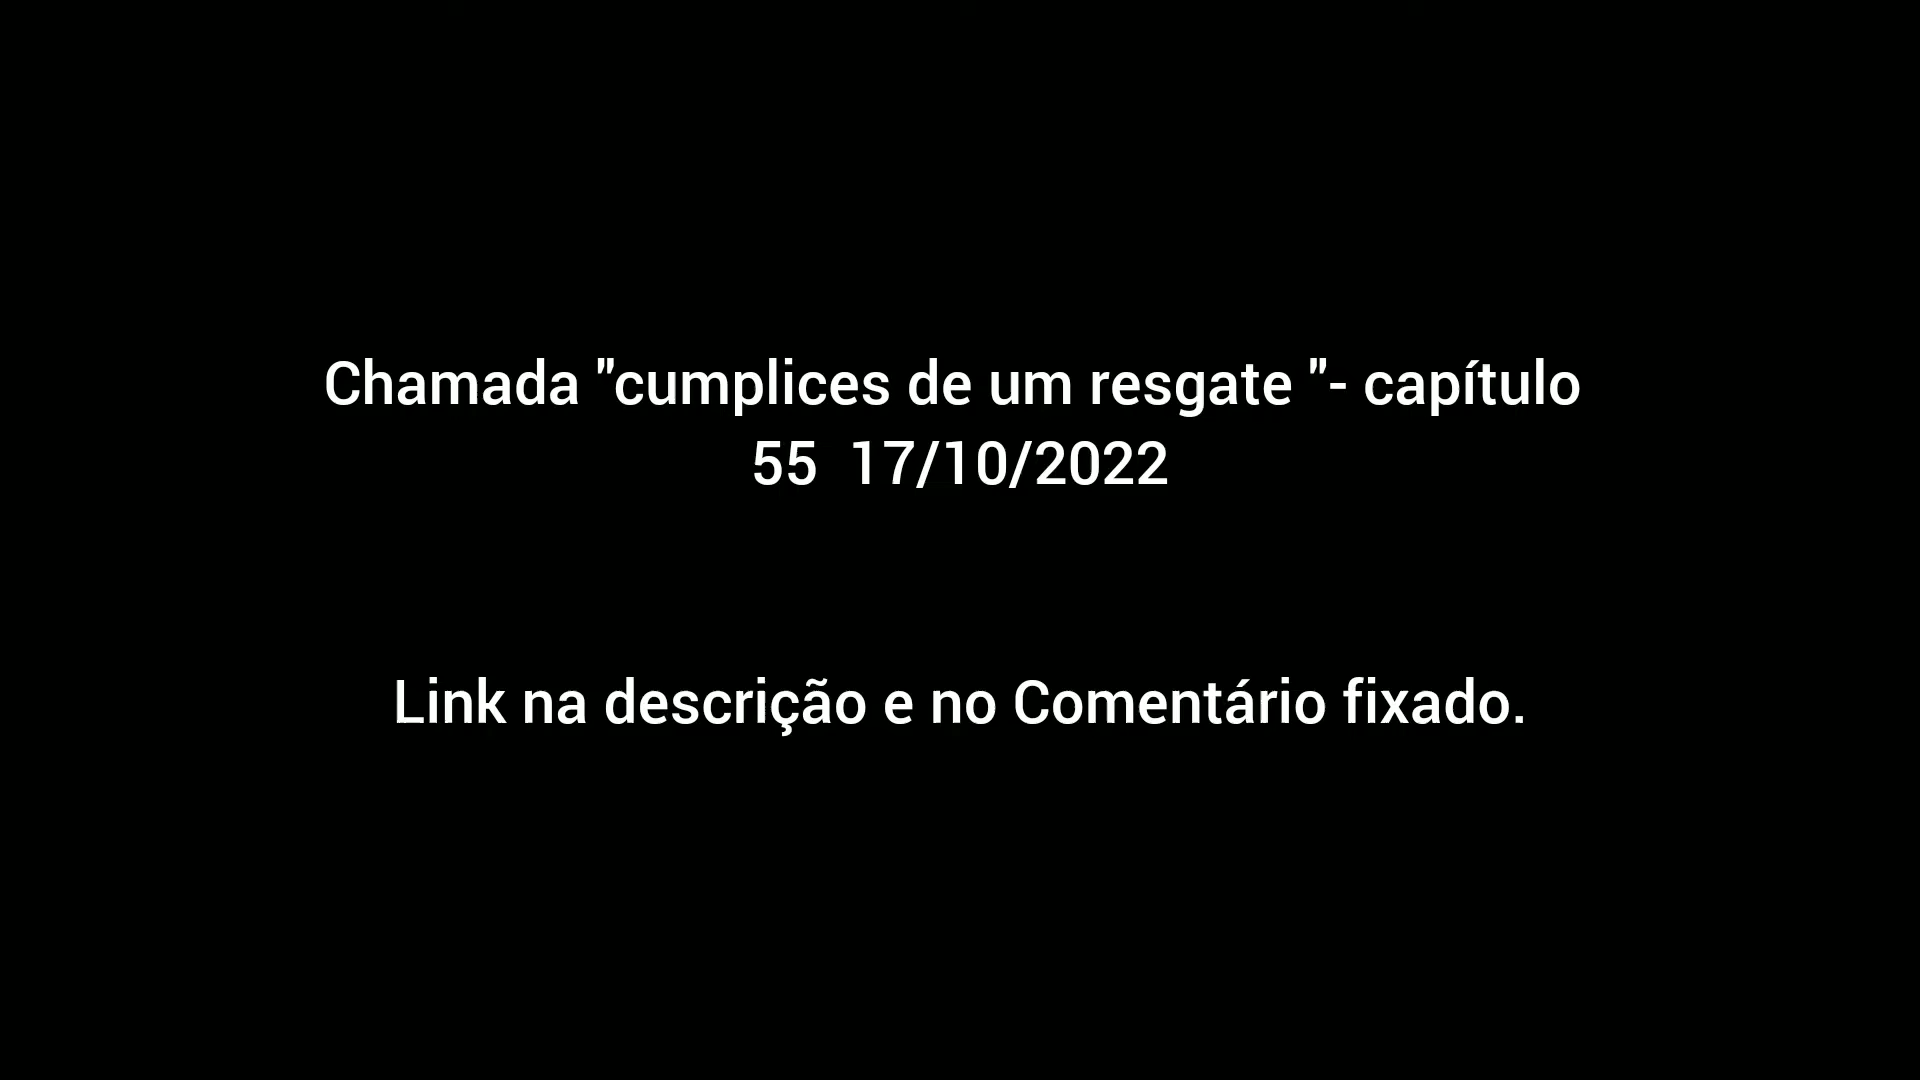 Chamada "cumplices de um resgate "- capítulo
55  17/10/2022
Link na descrição e no Comentário fixado.